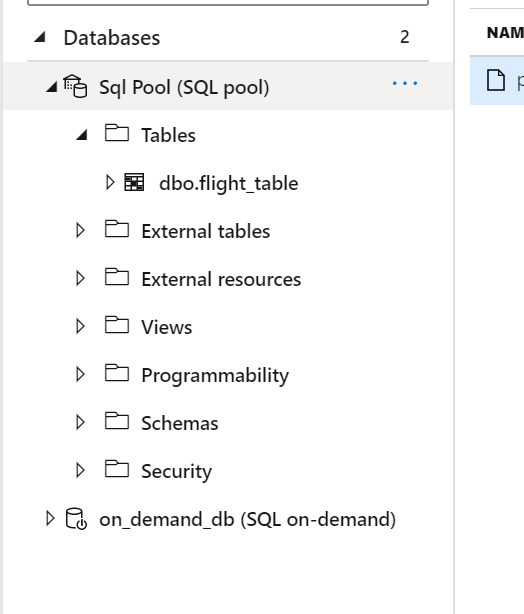 Databases 2
NAM
Sql Pool (SQL pool) ...
p
Tables
dbo.flight_table
External tables
External resources
Views
Programmability
Schemas
Security
on_demand_db (SQL on-demand)